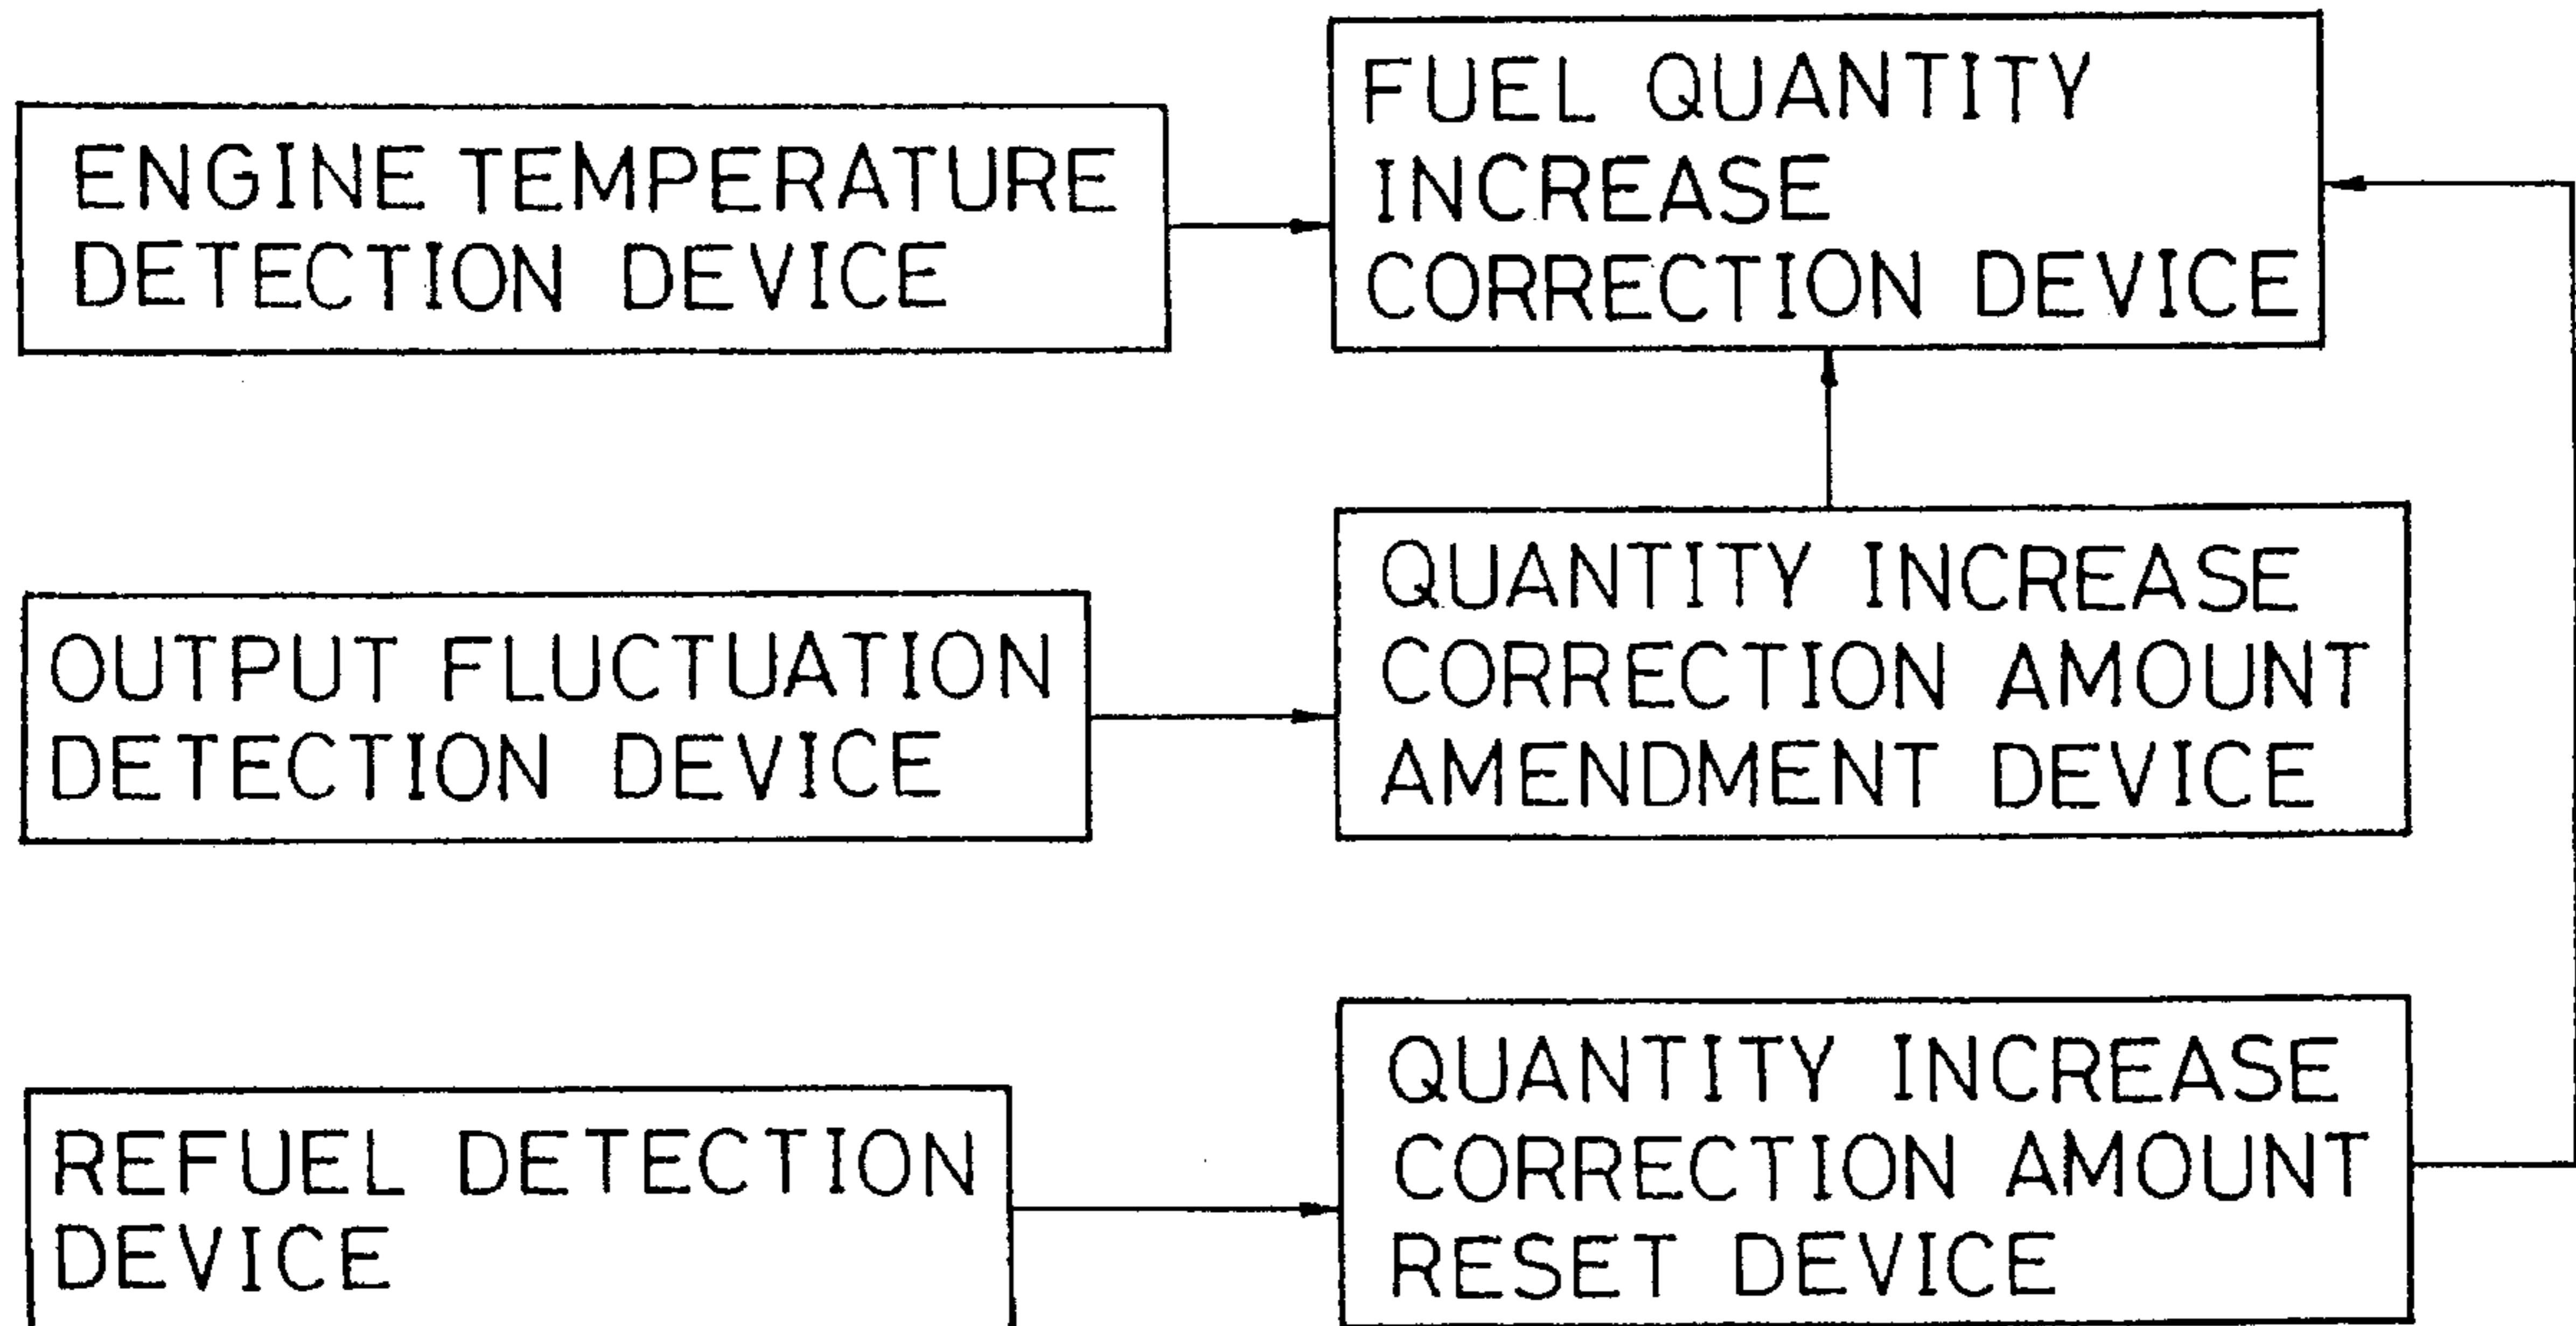 ENGINE TEMPERATURE
DETECTION DEVICE
FUEL QUANTITY
INCREASE
CORRECTION DEVICE
OUTPUT FLUCTUATION
DETECTION DEVICE
QUANTITY INCREASE
CORRECTION AMOUNT
AMENDMENT DEVICE
REFUEL DETECTION
DEVICE
QUANTITY INCREASE
CORRECTION AMOUNT
RESET DEVICE